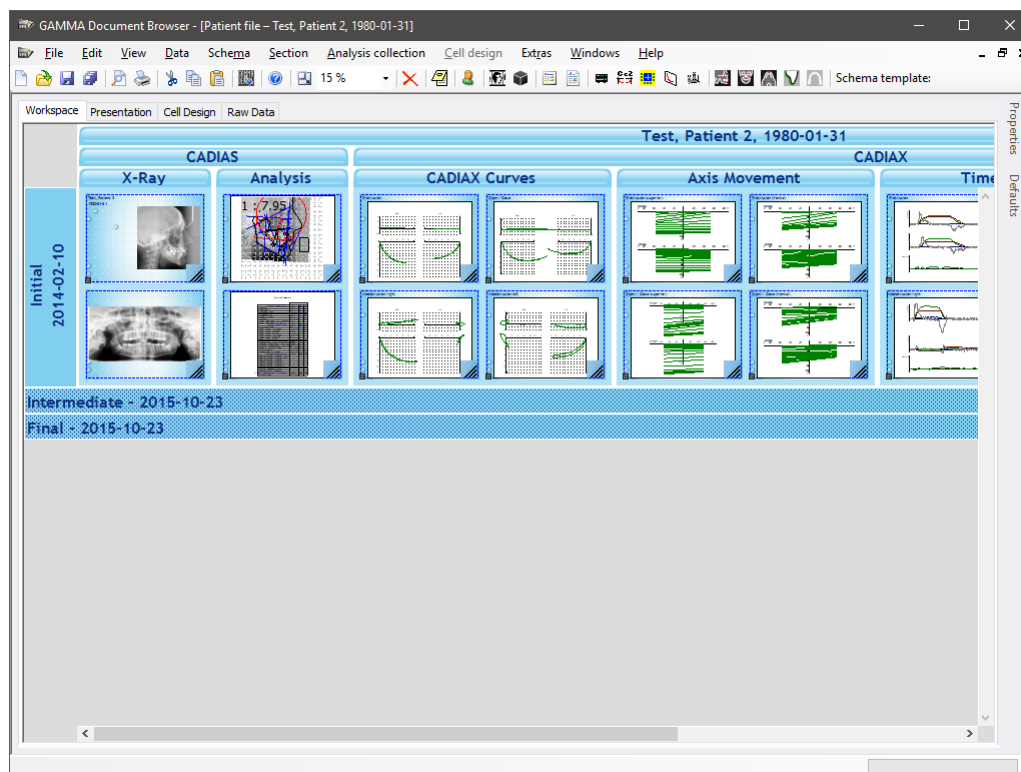 GAMMA Document Browser - [Patient file – Test, Patient 2, 1980-01-31]
File Edit View Data Schema Section Analysis collection Cell design Extras Windows Help
15 % Schema template:
Workspace Presentation Cell Design Raw Data
Properties
Defaults
Test, Patient 2, 1980-01-31
CADIAS CADIAX
X-Ray Analysis CADIAX Curves Axis Movement Time
1 : 7.95
Initial
2014-02-10
Intermediate - 2015-10-23
Final - 2015-10-23